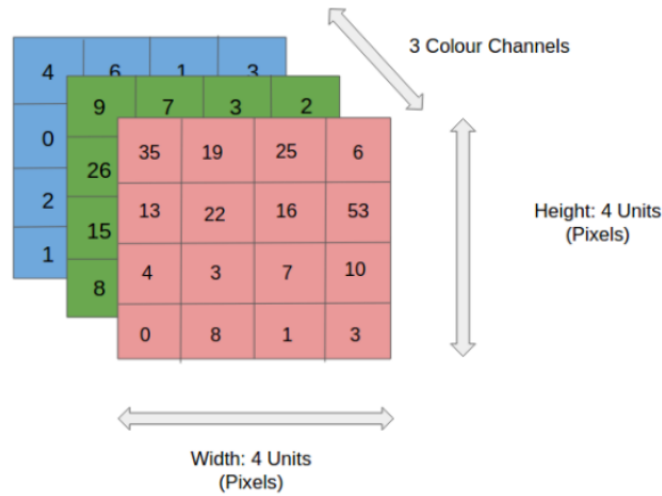 3 Colour Channels
4 6 1 3
9 7 3 2
0
35 19 25 6
26
2
13 22 16 53
Height: 4 Units
(Pixels)
15
1
4 3 7 10
8
0 8 1 3
Width: 4 Units
(Pixels)